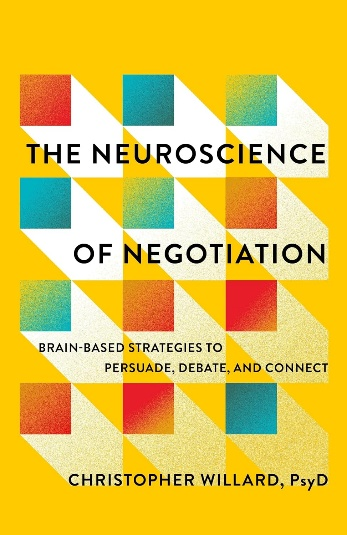 THE NEUROSCIENCE
OF NEGOTIATION
BRAIN-BASED STRATEGIES TO
PERSUADE, DEBATE, AND CONNECT
CHRISTOPHER WILLARD, PsyD